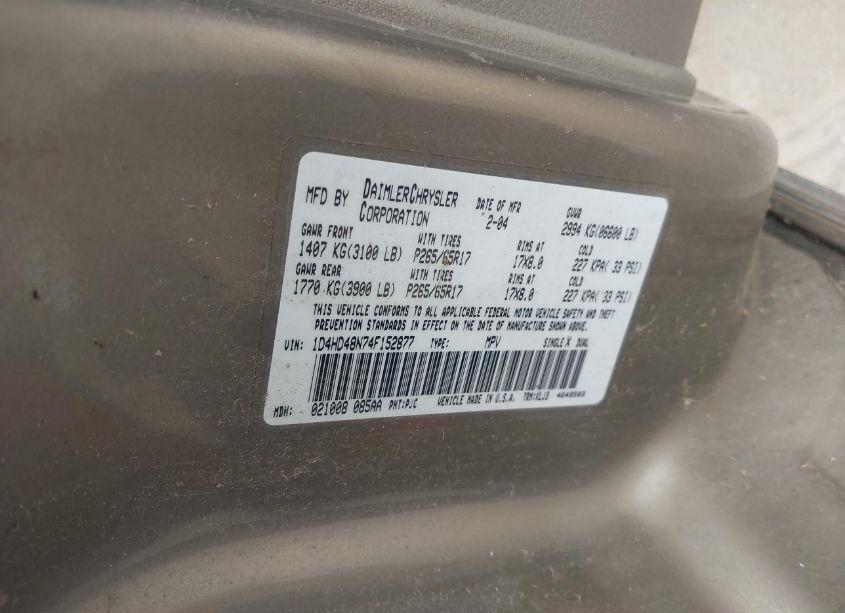 MFD BY DAIMLERCHRYSLER CORPORATION DATE OF MFR 2-04 GVWR 2994 KG(06600 LB)
GAWR FRONT WITH TIRES RIMS AT COLD
1407 KG(3100 LB) P265/65R17 17X8.0 227 KPA( 33 PSI)
GAWR REAR WITH TIRES RIMS AT COLD
1770 KG(3900 LB) P265/65R17 17X8.0 227 KPA( 33 PSI)
THIS VEHICLE CONFORMS TO ALL APPLICABLE FEDERAL MOTOR VEHICLE SAFETY AND THEFT
PREVENTION STANDARDS IN EFFECT ON THE DATE OF MANUFACTURE SHOWN ABOVE.
VIN: 1D4HD48N74F152877 TYPE: MPV SINGLE X DUAL
MDH: 021008 085AA PNT:PJC VEHICLE MADE IN U.S.A. TRM:XLJ3